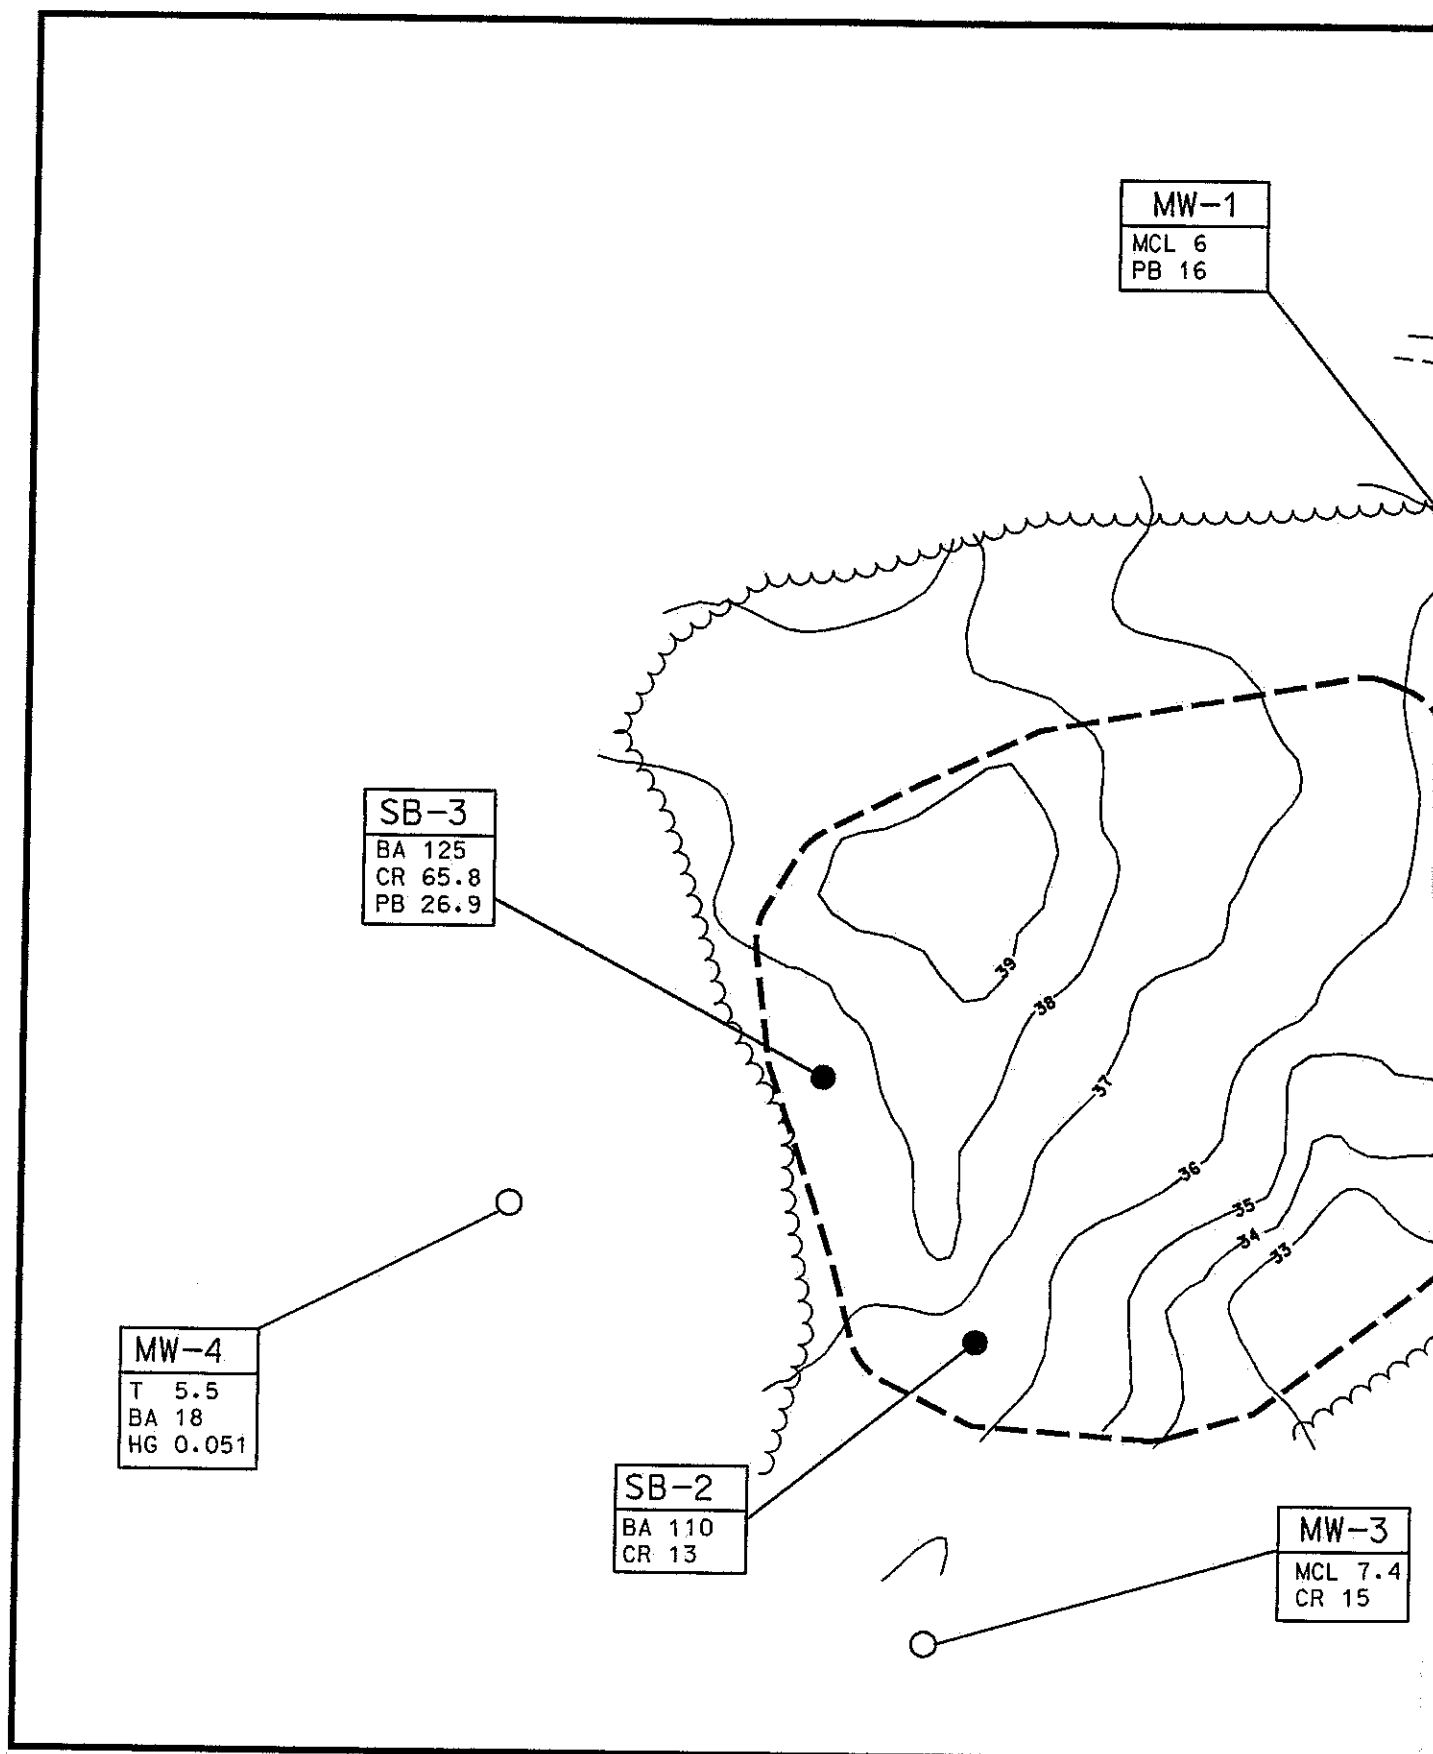 MW-1
MCL 6
PB 16
SB-3
BA 125
CR 65.8
PB 26.9
39
38
37
36
35
34
33
MW-4
T 5.5
BA 18
HG 0.051
SB-2
BA 110
CR 13
MW-3
MCL 7.4
CR 15